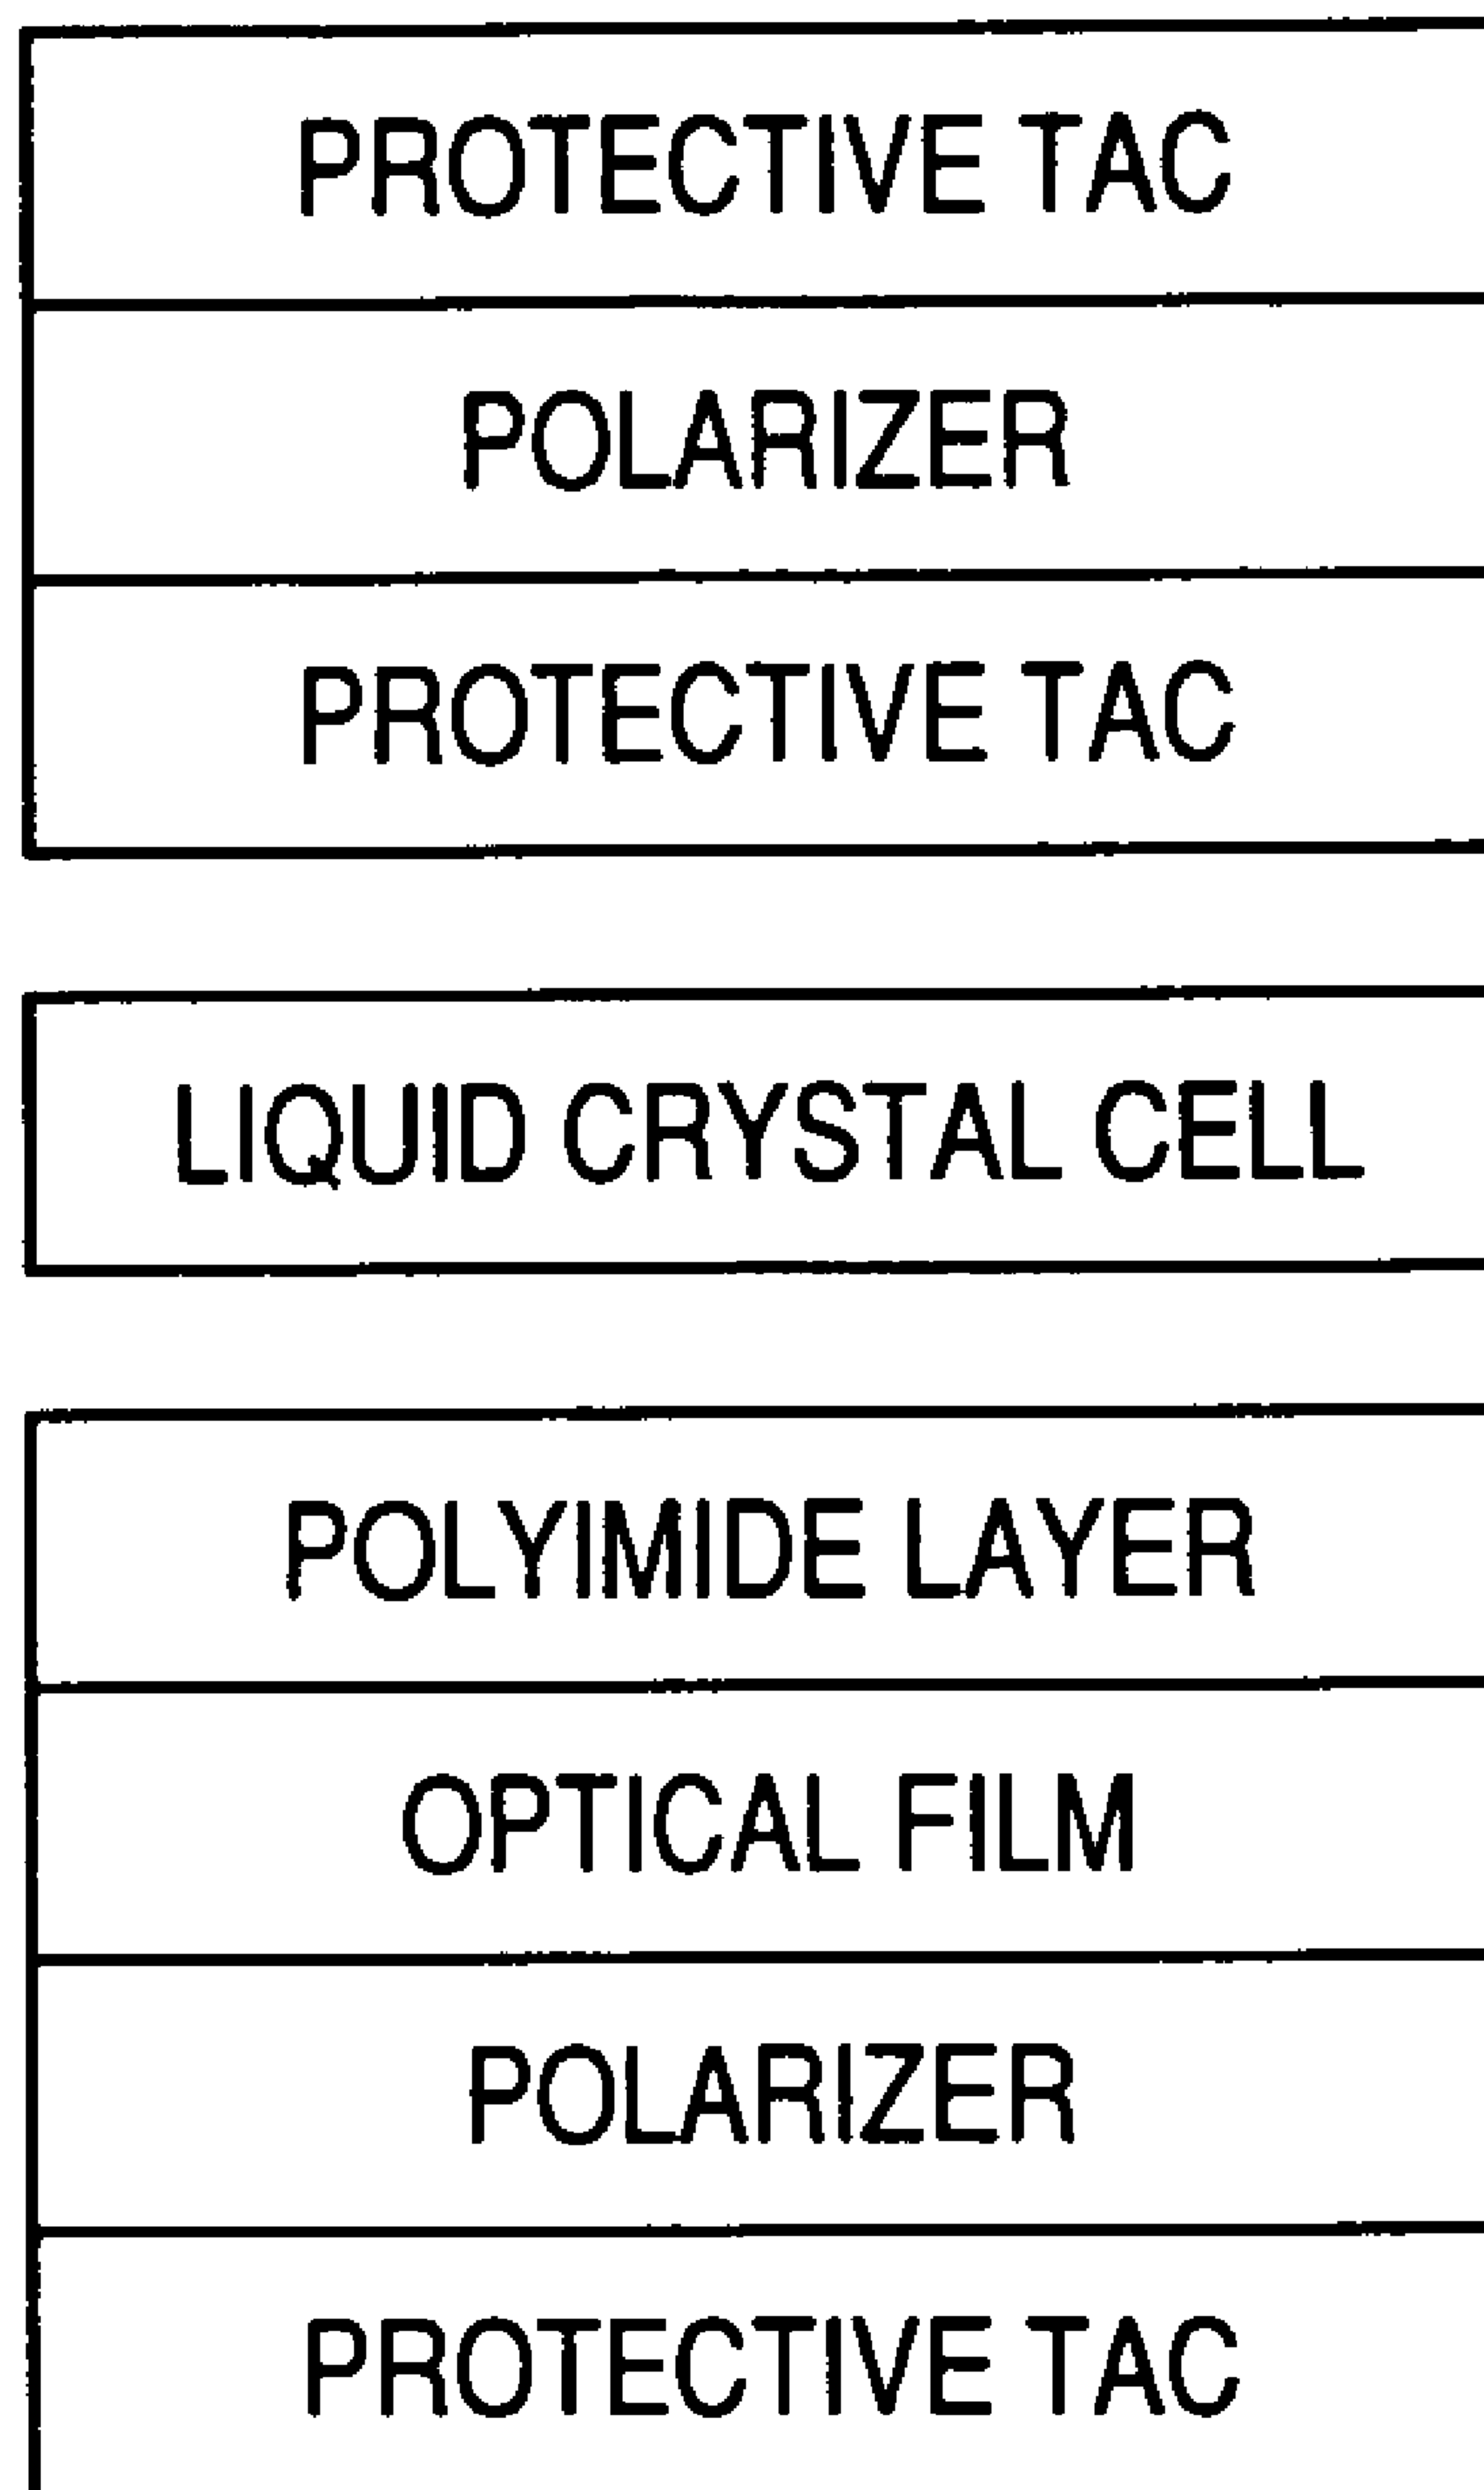 PROTECTIVE TAC
POLARIZER
PROTECTIVE TAC
LIQUID CRYSTAL CELL
POLYIMIDE LAYER
OPTICAL FILM
POLARIZER
PROTECTIVE TAC